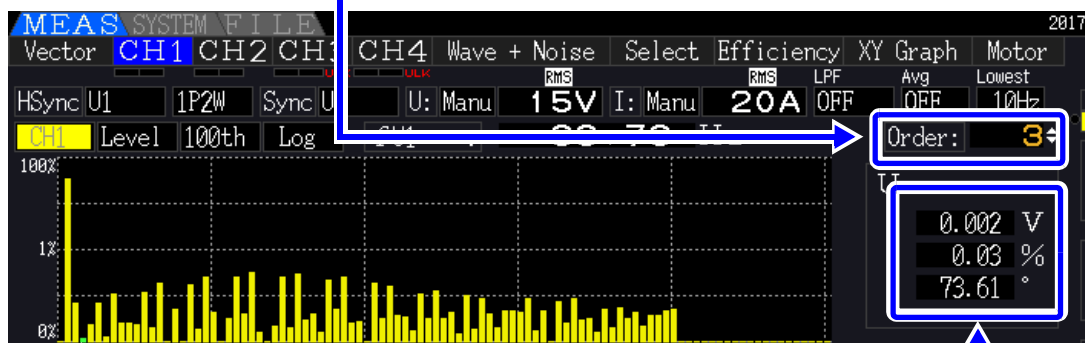 MEAS SYSTEM FILE 2017
Vector CH1 CH2 CH3 CH4 Wave + Noise Select Efficiency XY Graph Motor
RMS RMS LPF Avg Lowest
HSync U1 1P2W Sync U: Manu 15V I: Manu 20A OFF OFF 10Hz
CH1 Level 100th Log Order: 3
100%
U
0.002 V
1% 0.03 %
73.61 °
0%